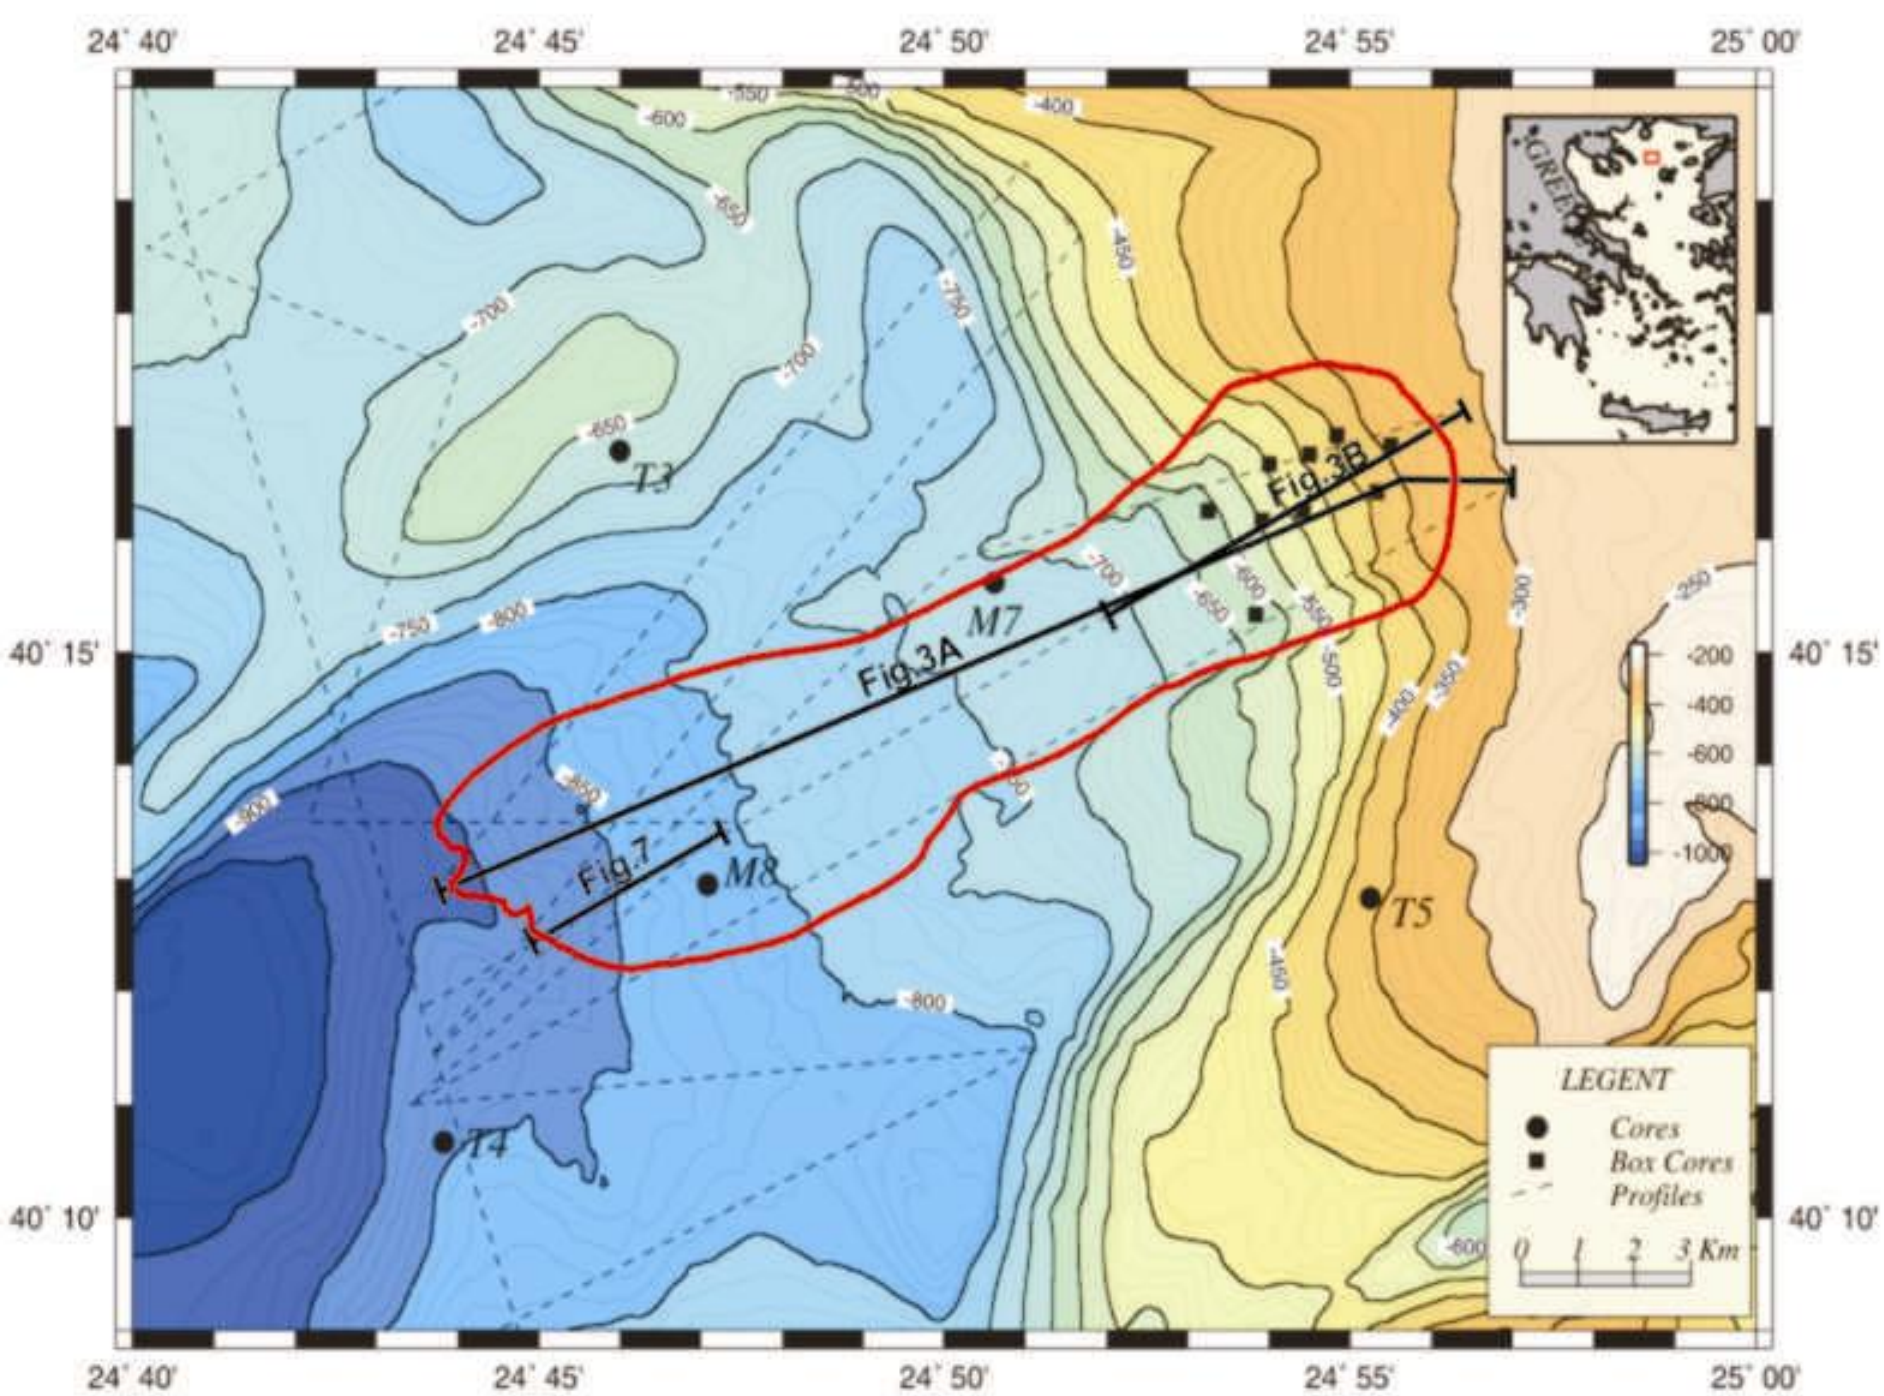 24° 40' 24° 45' 24° 50' 24° 55' 25° 00'
-550 -500 -400
-600
GREE
-650
-450
-700
-750
-700
-650
T3
Fig.3B
-700 -600 -300 -250
-650 -550
-750 -800
M7
40° 15' 40° 15'
Fig.3A
-500 -350
-400
-200
-400
-600
-800
-1000
-850
-900
Fig.7
M8
T5
-450
-800
LEGENT
Cores
Box Cores
Profiles
T4
40° 10' 40° 10'
-600
0 1 2 3 Km
24° 40' 24° 45' 24° 50' 24° 55' 25° 00'